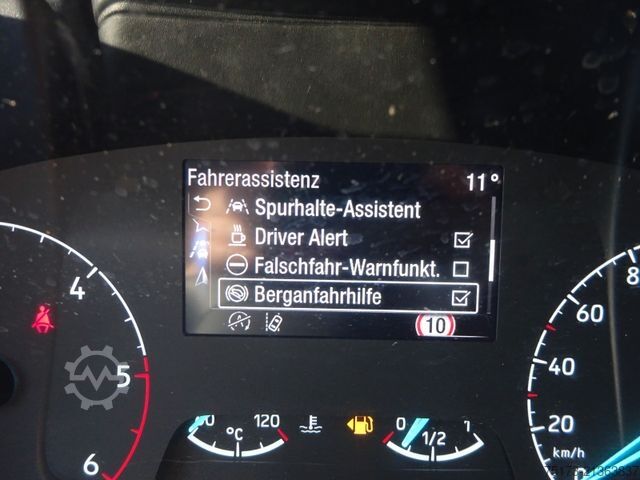 Fahrerassistenz 11°
Spurhalte-Assistent
Driver Alert
Falschfahr-Warnfunkt.
Berganfahrhilfe
10
4
5
6
°C 120
0 1/2 1
8
60
40
20
km/h